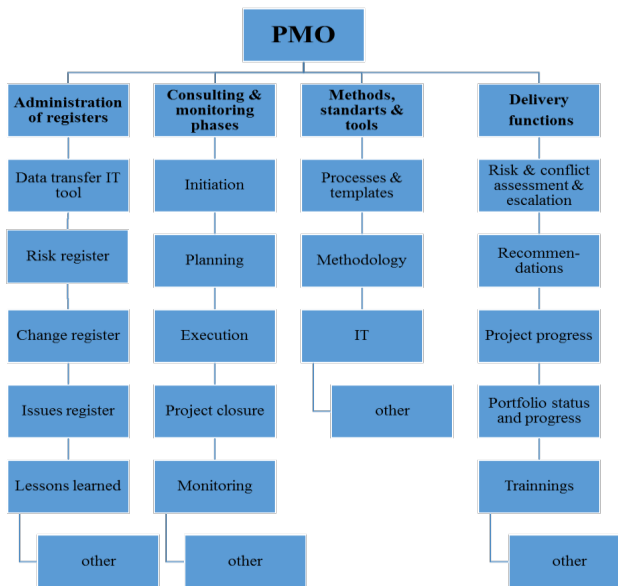 PMO
Administration
of registers
Data transfer IT
tool
Risk register
Change register
Issues register
Lessons learned
other
Consulting &
monitoring
phases
Initiation
Planning
Execution
Project closure
Monitoring
other
Methods,
standarts &
tools
Processes &
templates
Methodology
IT
other
Delivery
functions
Risk & conflict
assessment &
escalation
Recommen-
dations
Project progress
Portfolio status
and progress
Trainnings
other